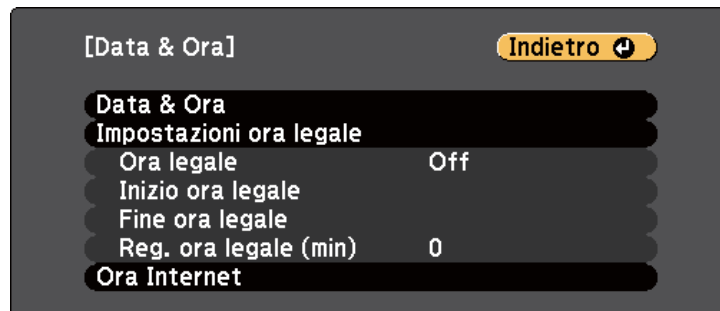 [Data & Ora] Indietro
Data & Ora
Impostazioni ora legale
Ora legale Off
Inizio ora legale
Fine ora legale
Reg. ora legale (min) 0
Ora Internet